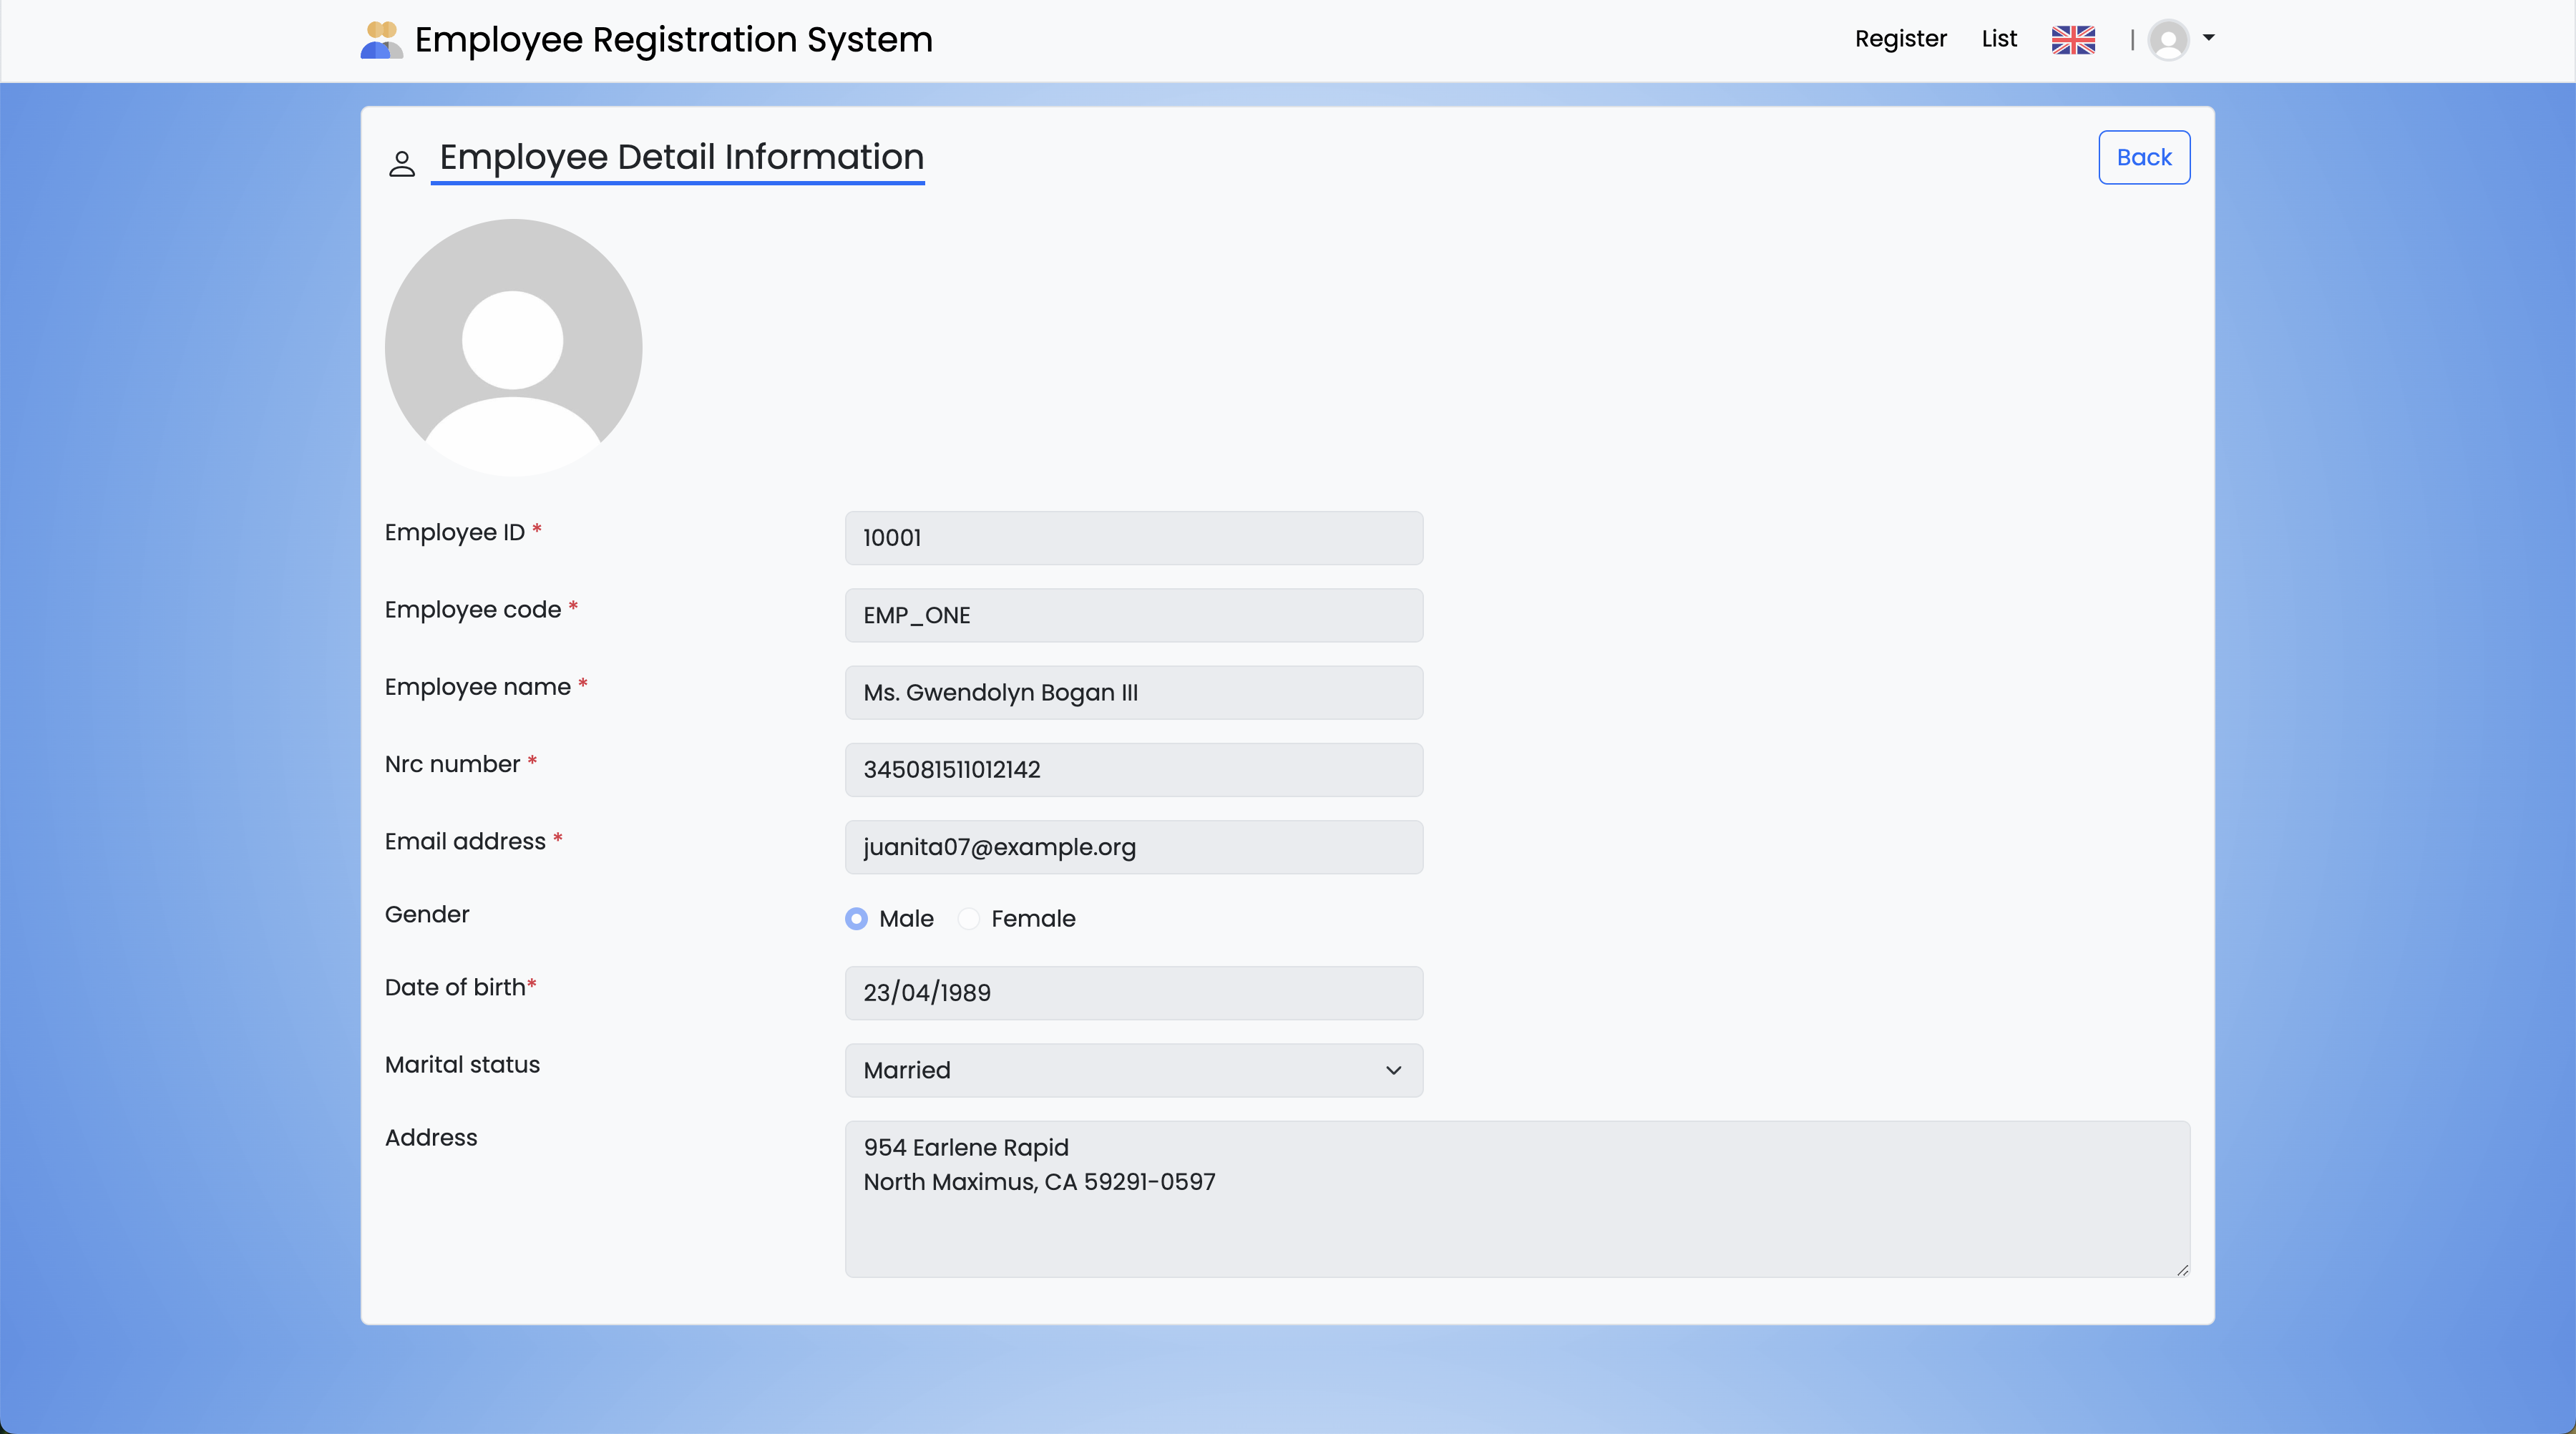 Employee Registration System
Register List |
Employee Detail Information
Back
Employee ID * 10001
Employee code * EMP_ONE
Employee name * Ms. Gwendolyn Bogan III
Nrc number * 345081511012142
Email address * juanita07@example.org
Gender Male Female
Date of birth* 23/04/1989
Marital status Married
Address 954 Earlene Rapid
North Maximus, CA 59291-0597